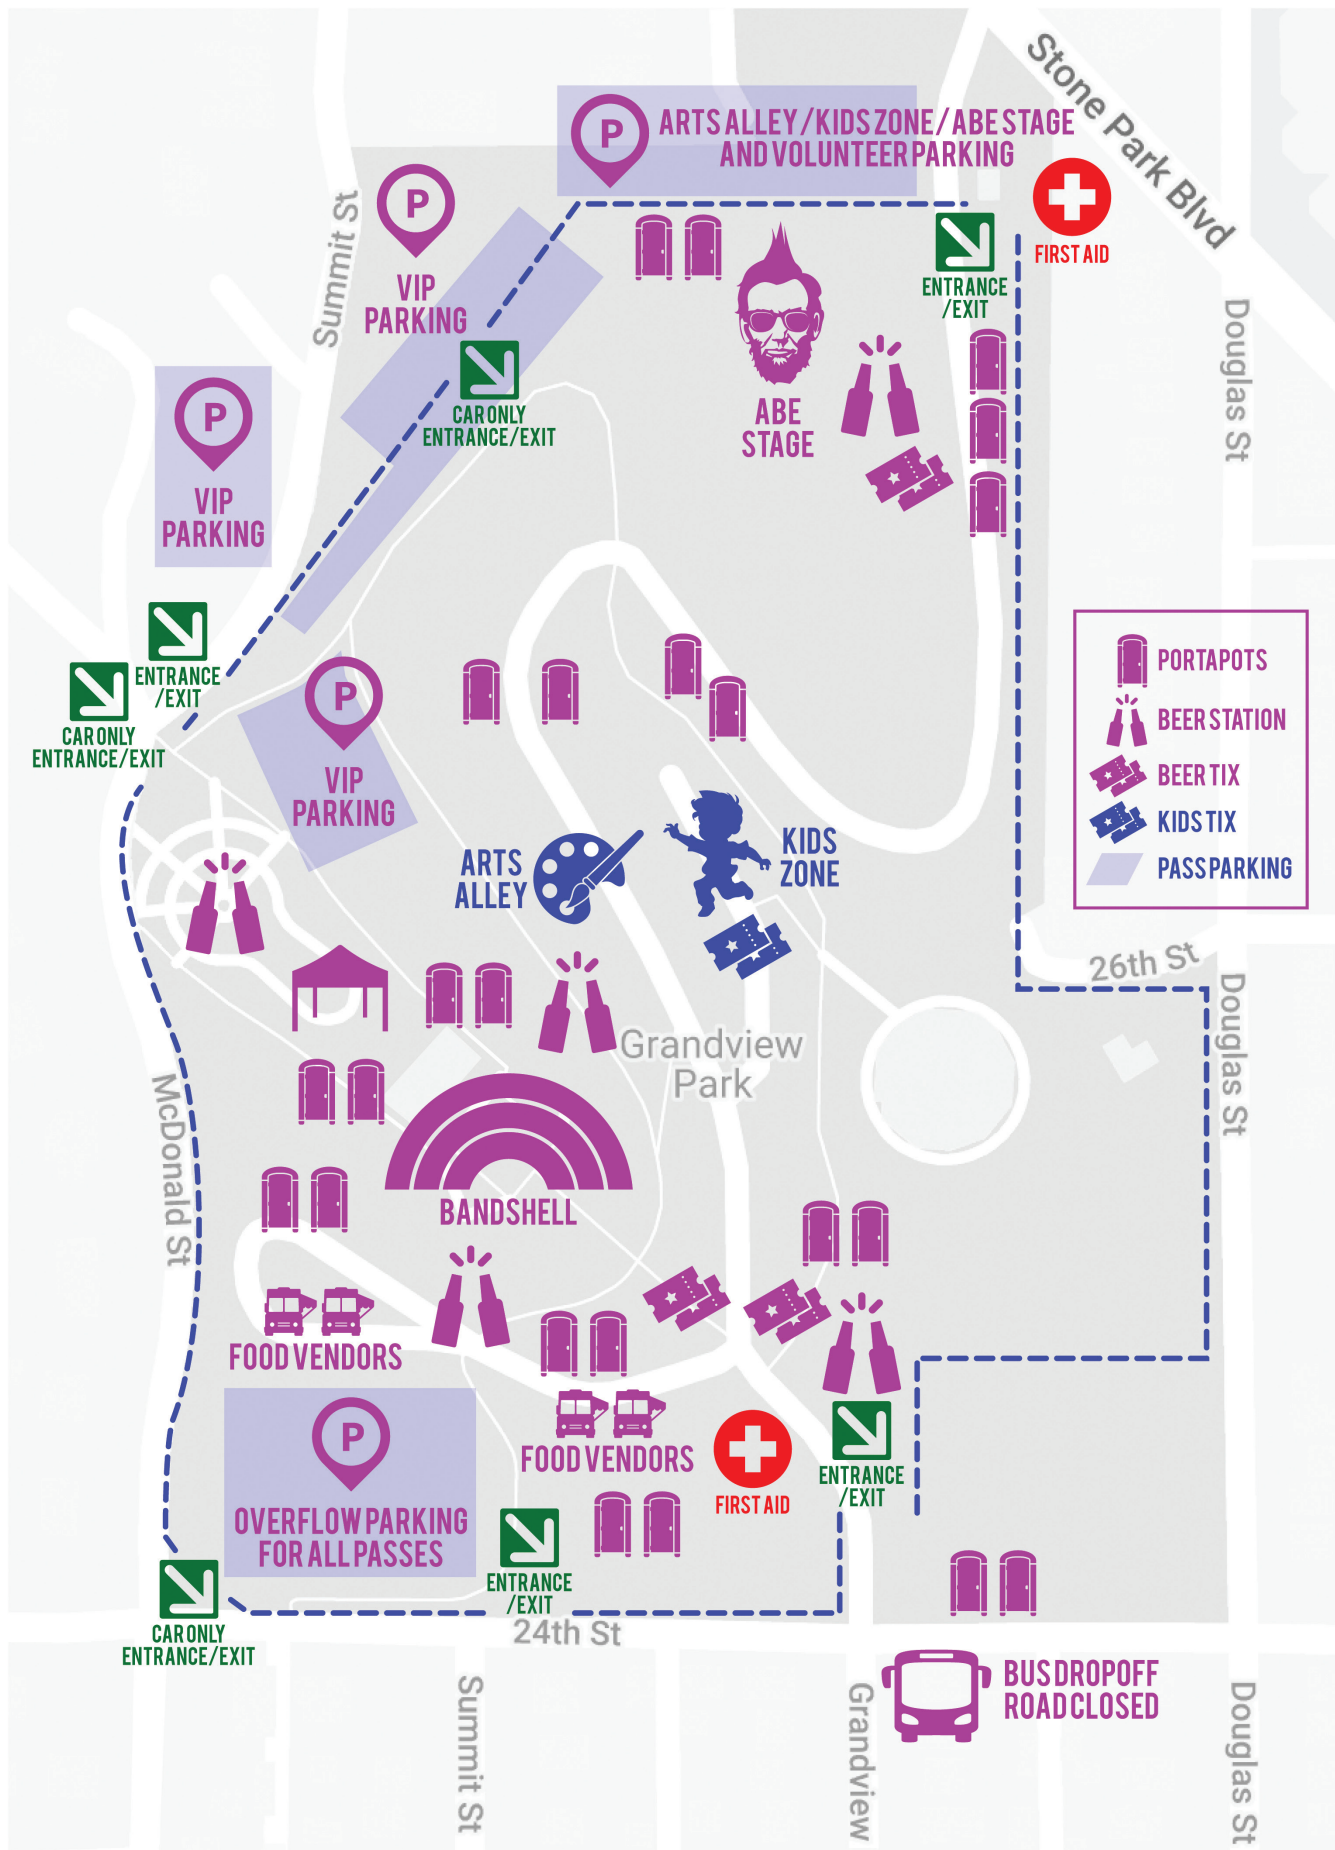 Stone Park Blvd
P
ARTS ALLEY/KIDS ZONE/ABE STAGE
AND VOLUNTEER PARKING
P
VIP
PARKING
Summit St
FIRST AID
ENTRANCE
/EXIT
Douglas St
CAR ONLY
ENTRANCE/EXIT
ABE
STAGE
P
VIP
PARKING
ENTRANCE
/EXIT
CAR ONLY
ENTRANCE/EXIT
P
VIP
PARKING
PORTAPOTS
BEER STATION
BEER TIX
KIDS TIX
PASS PARKING
ARTS
ALLEY
KIDS
ZONE
26th St
Douglas St
Grandview
Park
McDonald St
BANDSHELL
FOOD VENDORS
P
OVERFLOW PARKING
FOR ALL PASSES
FOOD VENDORS
FIRST AID
ENTRANCE
/EXIT
ENTRANCE
/EXIT
CAR ONLY
ENTRANCE/EXIT
24th St
BUS DROPOFF
ROAD CLOSED
Summit St
Grandview
Douglas St